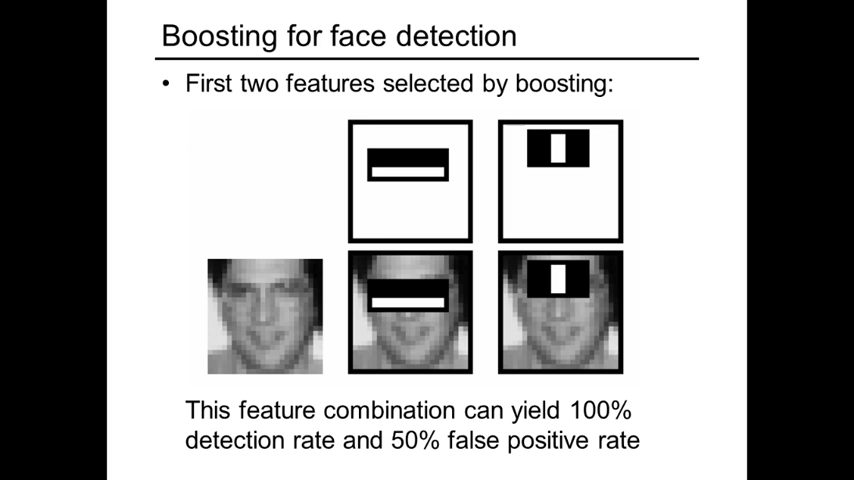 Boosting for face detection
• First two features selected by boosting:
This feature combination can yield 100%
detection rate and 50% false positive rate